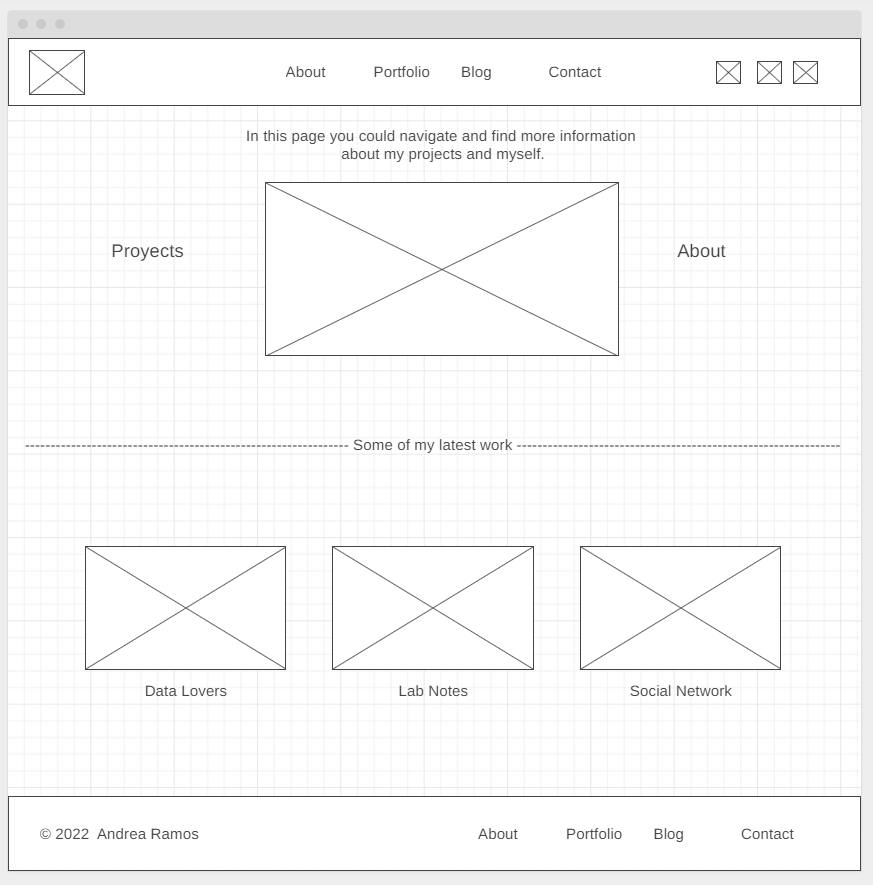 About Portfolio Blog Contact
In this page you could navigate and find more information
about my projects and myself.
Proyects
About
Some of my latest work
Data Lovers
Lab Notes
Social Network
© 2022 Andrea Ramos
About Portfolio Blog Contact